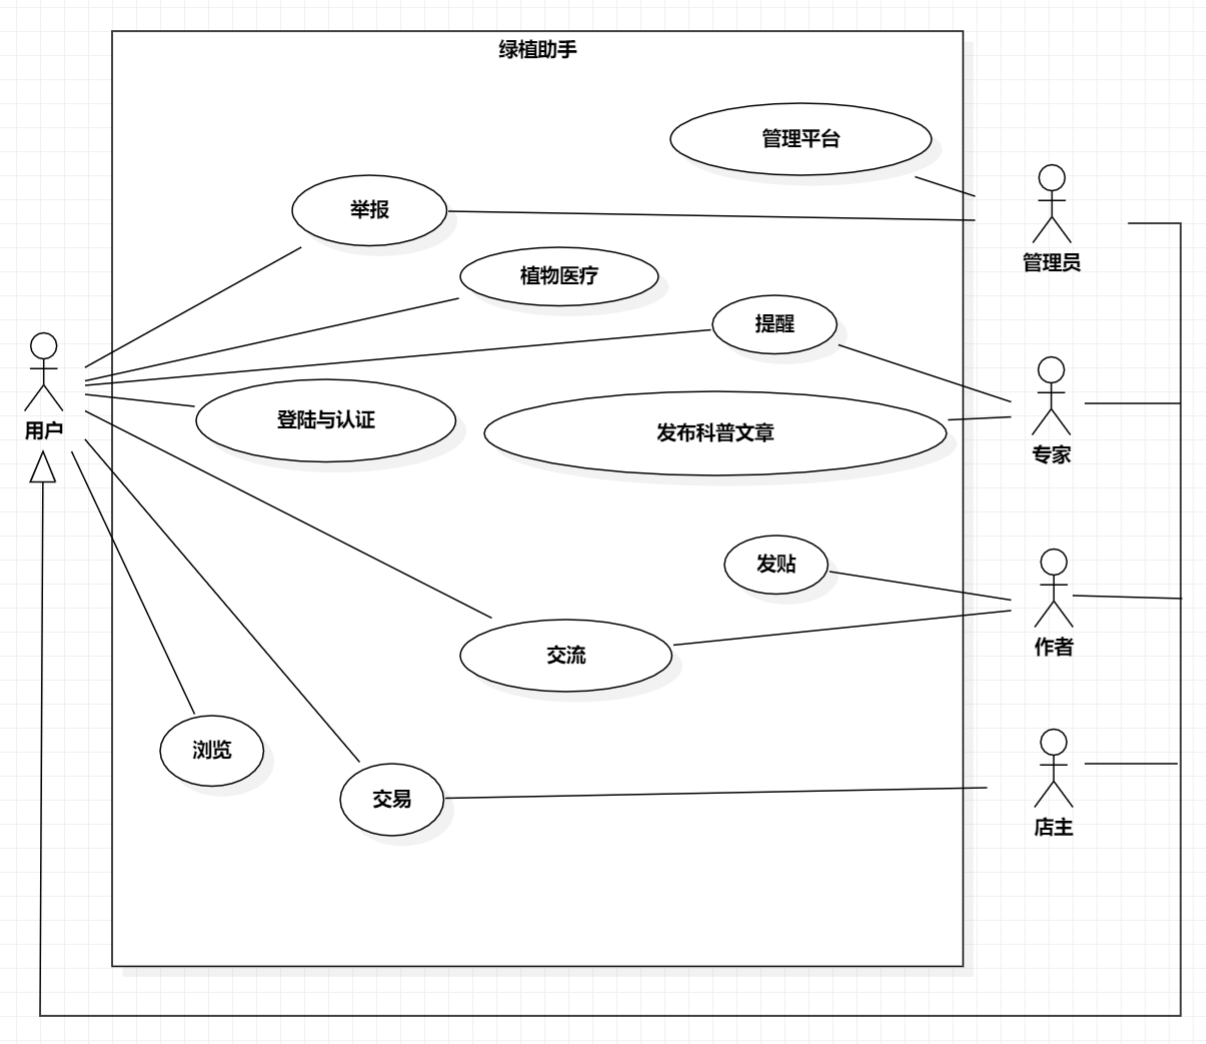 绿植助手
管理平台
举报
管理员
植物医疗
提醒
用户
登陆与认证
发布科普文章
专家
发贴
作者
交流
浏览
交易
店主